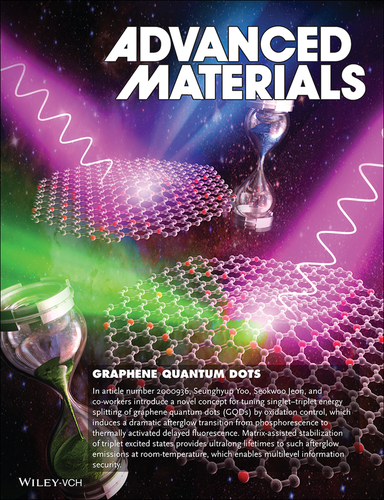 ADVANCED
MATERIALS
GRAPHENE QUANTUM DOTS
In article number 2000936, Seunghyup Yoo, Seokwoo Jeon, and
co-workers introduce a novel concept for tuning singlet–triplet energy
splitting of graphene quantum dots (GQDs) by oxidation control, which
induces a dramatic afterglow transition from phosphorescence to
thermally activated delayed fluorescence. Matrix-assisted stabilization
of triplet excited states provides ultralong lifetimes to such afterglow
emissions at room-temperature, which enables multilevel information
security.
WILEY-VCH